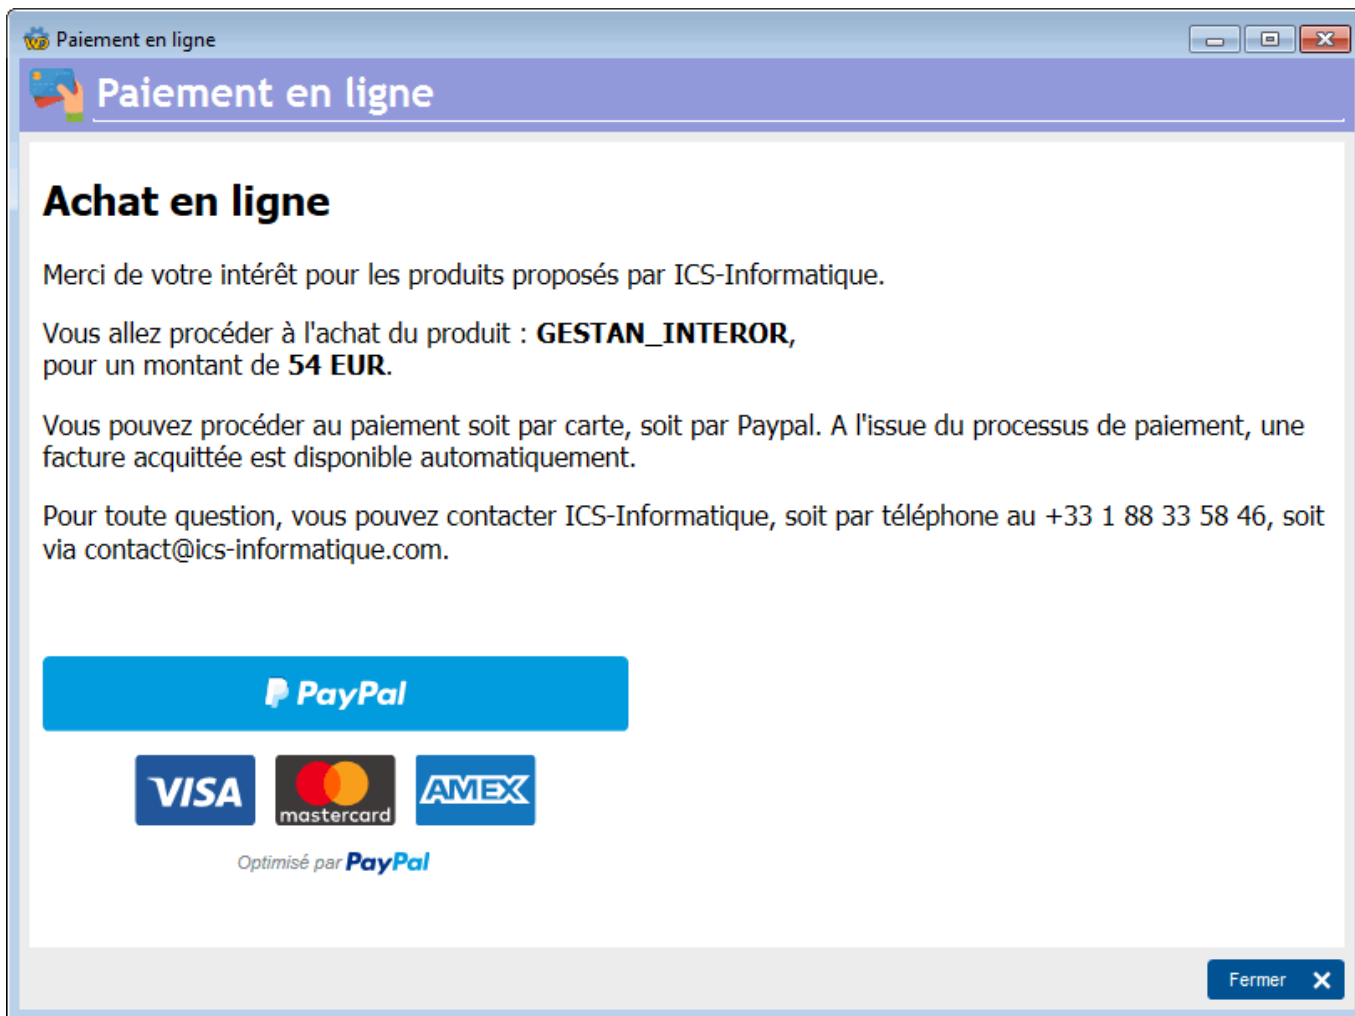 Paiement en ligne
Paiement en ligne
Achat en ligne
Merci de votre intérêt pour les produits proposés par ICS-Informatique.
Vous allez procéder à l'achat du produit : GESTAN_INTEROR,
pour un montant de 54 EUR.
Vous pouvez procéder au paiement soit par carte, soit par Paypal. A l'issue du processus de paiement, une
facture acquittée est disponible automatiquement.
Pour toute question, vous pouvez contacter ICS-Informatique, soit par téléphone au +33 1 88 33 58 46, soit
via contact@ics-informatique.com.
PayPal
VISA mastercard AMEX
Optimisé par PayPal
Fermer